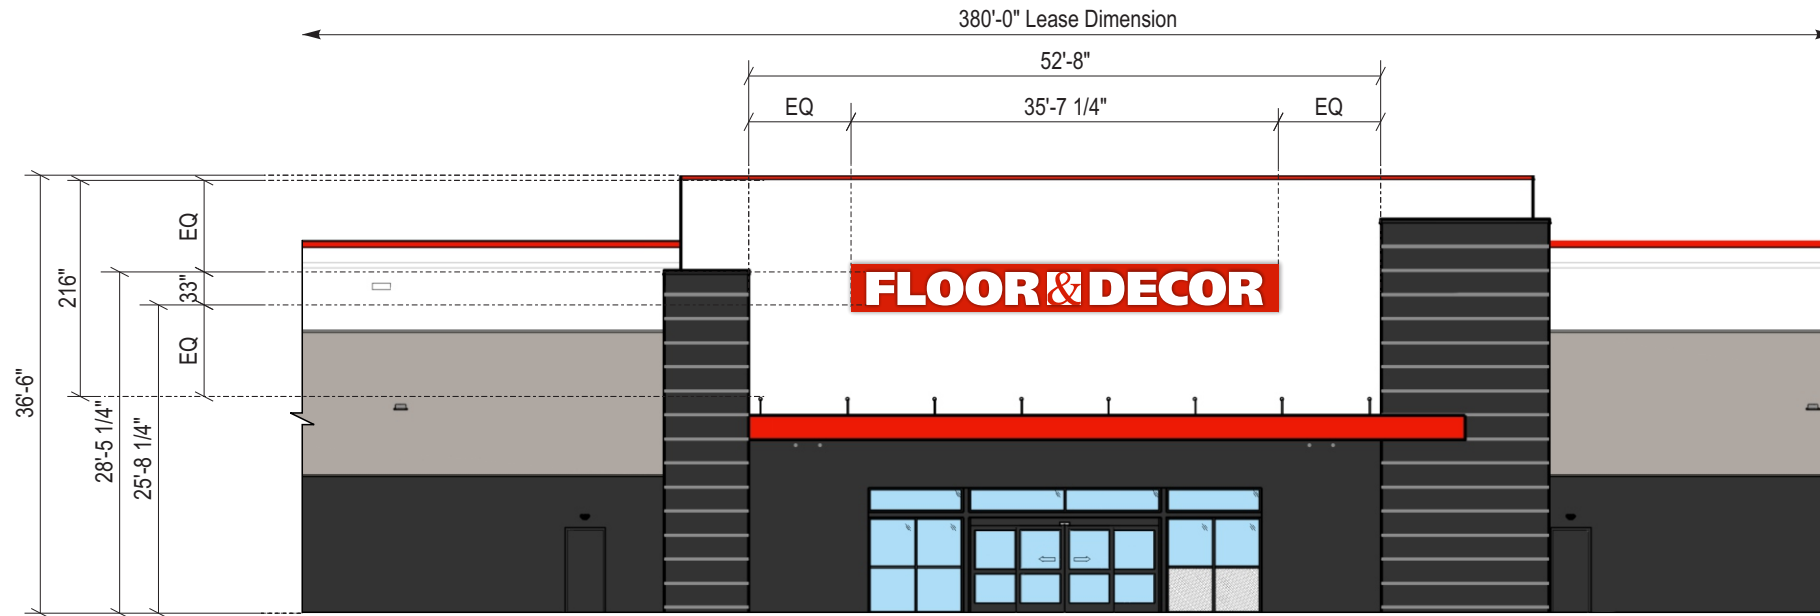 380'-0" Lease Dimension
52'-8"
EQ
35'-7 1/4"
EQ
EQ
216"
33"
EQ
36'-6"
28'-5 1/4"
25'-8 1/4"
FLOOR & DECOR